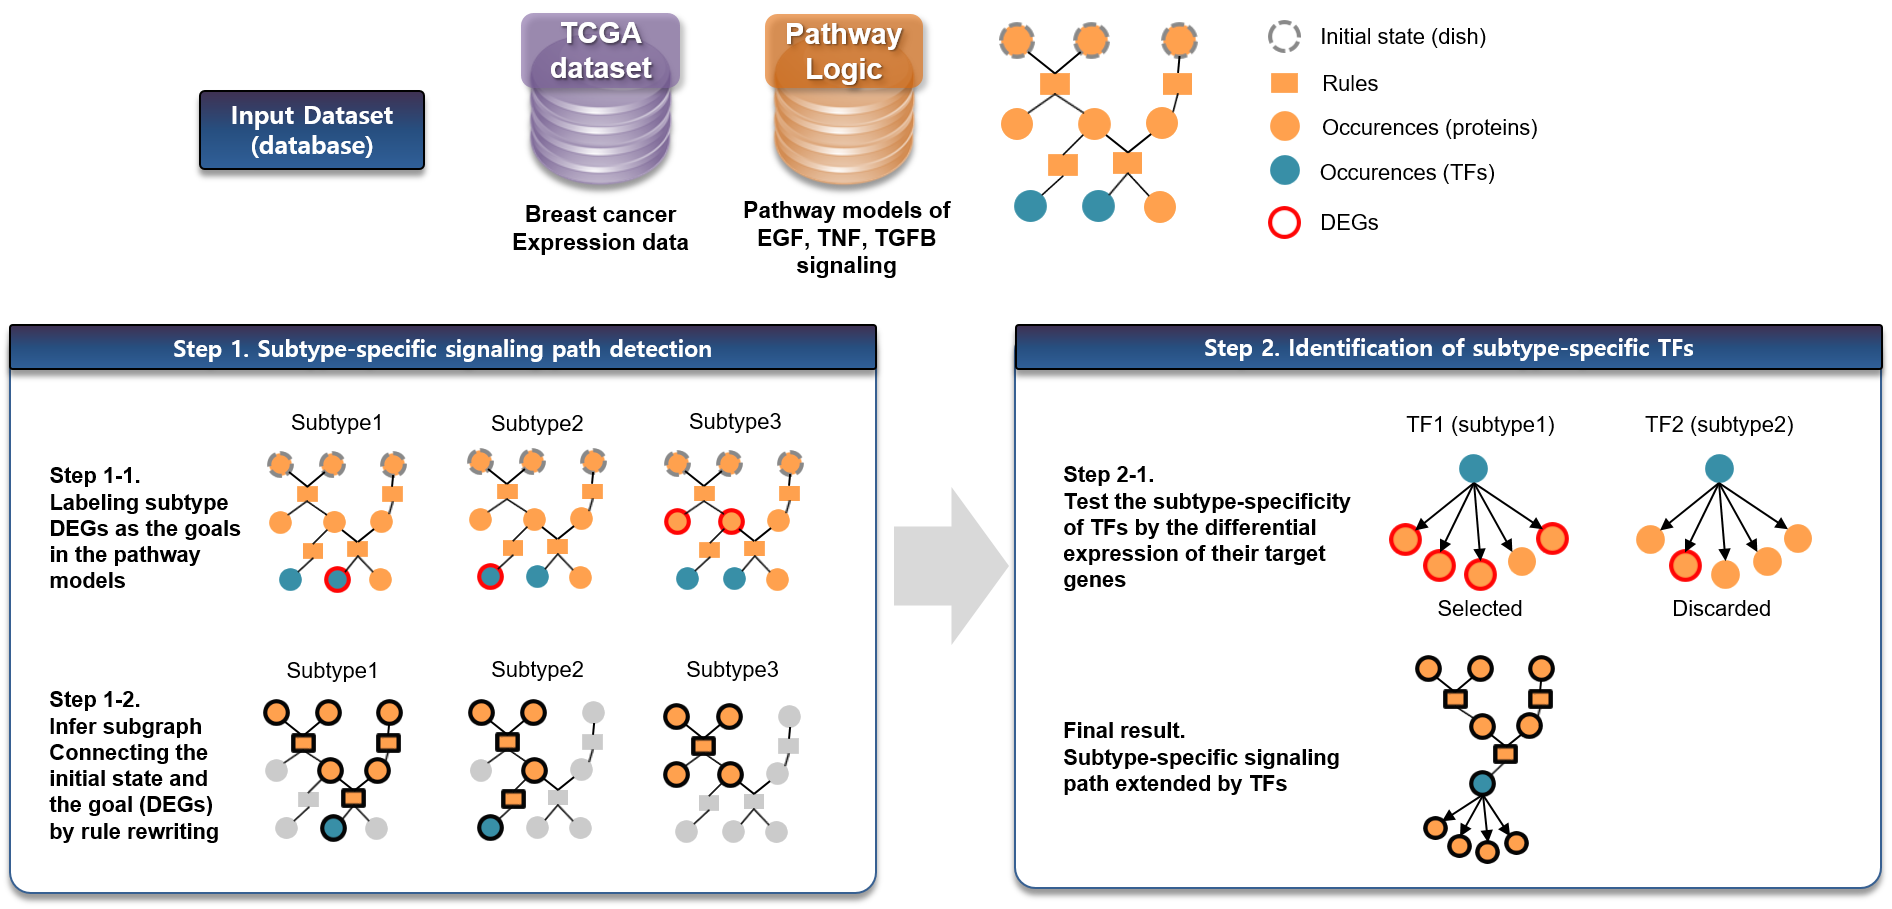 TCGA
dataset
Pathway
Logic
Input Dataset
(database)
Breast cancer
Expression data
Pathway models of
EGF, TNF, TGFB
signaling
Initial state (dish)
Rules
Occurences (proteins)
Occurences (TFs)
DEGs
Step 1. Subtype-specific signaling path detection
Subtype1
Subtype2
Subtype3
Step 1-1.
Labeling subtype
DEGs as the goals
in the pathway
models
Subtype1
Subtype2
Subtype3
Step 1-2.
Infer subgraph
Connecting the
initial state and
the goal (DEGs)
by rule rewriting
Step 2. Identification of subtype-specific TFs
TF1 (subtype1)
TF2 (subtype2)
Step 2-1.
Test the subtype-specificity
of TFs by the differential
expression of their target
genes
Selected
Discarded
Final result.
Subtype-specific signaling
path extended by TFs